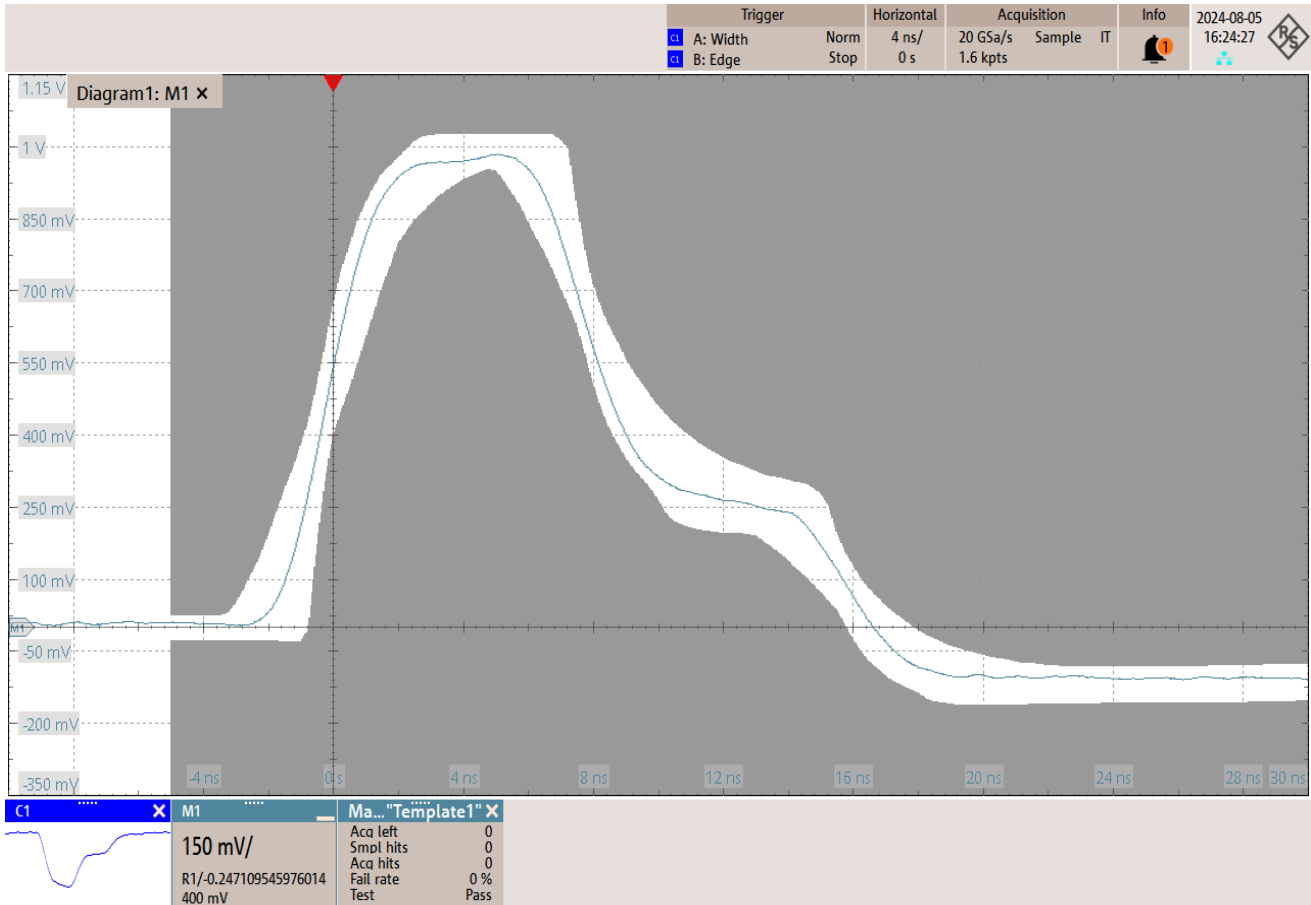 Trigger
Horizontal
Acquisition
Info
2024-08-05
C1 A: Width Norm
4 ns/
20 GSa/s Sample IT
1
16:24:27
R&S
C1 B: Edge Stop
0 s
1.6 kpts
1.15 V
Diagram1: M1 ×
1 V
850 mV
700 mV
550 mV
400 mV
250 mV
100 mV
M1
-50 mV
-200 mV
-350 mV
-4 ns 0 s 4 ns 8 ns 12 ns 16 ns 20 ns 24 ns 28 ns 30 ns
C1
M1
Ma..."Template1"
150 mV/
R1/-0.247109545976014
400 mV
Acq left 0
Smpl hits 0
Acq hits 0
Fail rate 0 %
Test Pass